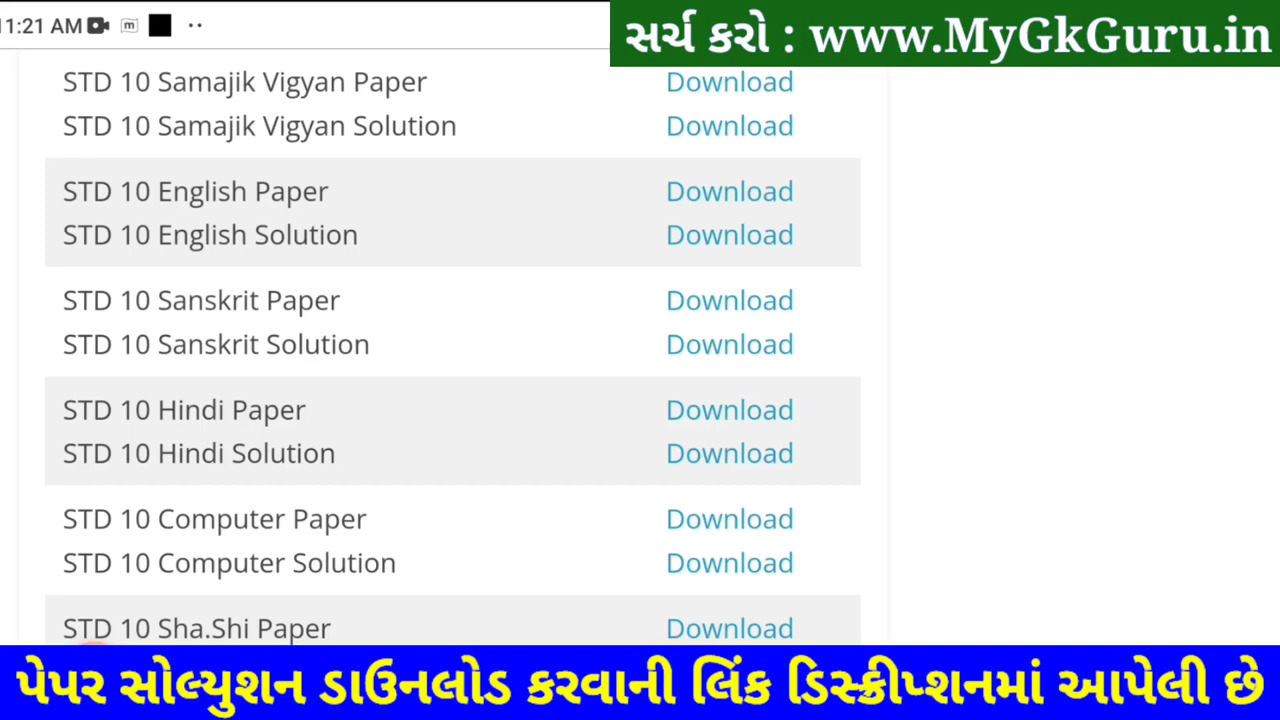 11:21 AM
સર્ચ કરો : www.MyGkGuru.in
STD 10 Samajik Vigyan Paper Download
STD 10 Samajik Vigyan Solution Download
STD 10 English Paper Download
STD 10 English Solution Download
STD 10 Sanskrit Paper Download
STD 10 Sanskrit Solution Download
STD 10 Hindi Paper Download
STD 10 Hindi Solution Download
STD 10 Computer Paper Download
STD 10 Computer Solution Download
STD 10 Sha.Shi Paper Download
પેપર સોલ્યુશન ડાઉનલોડ કરવાની લિંક ડિસ્ક્રીપ્શનમાં આપેલી છે